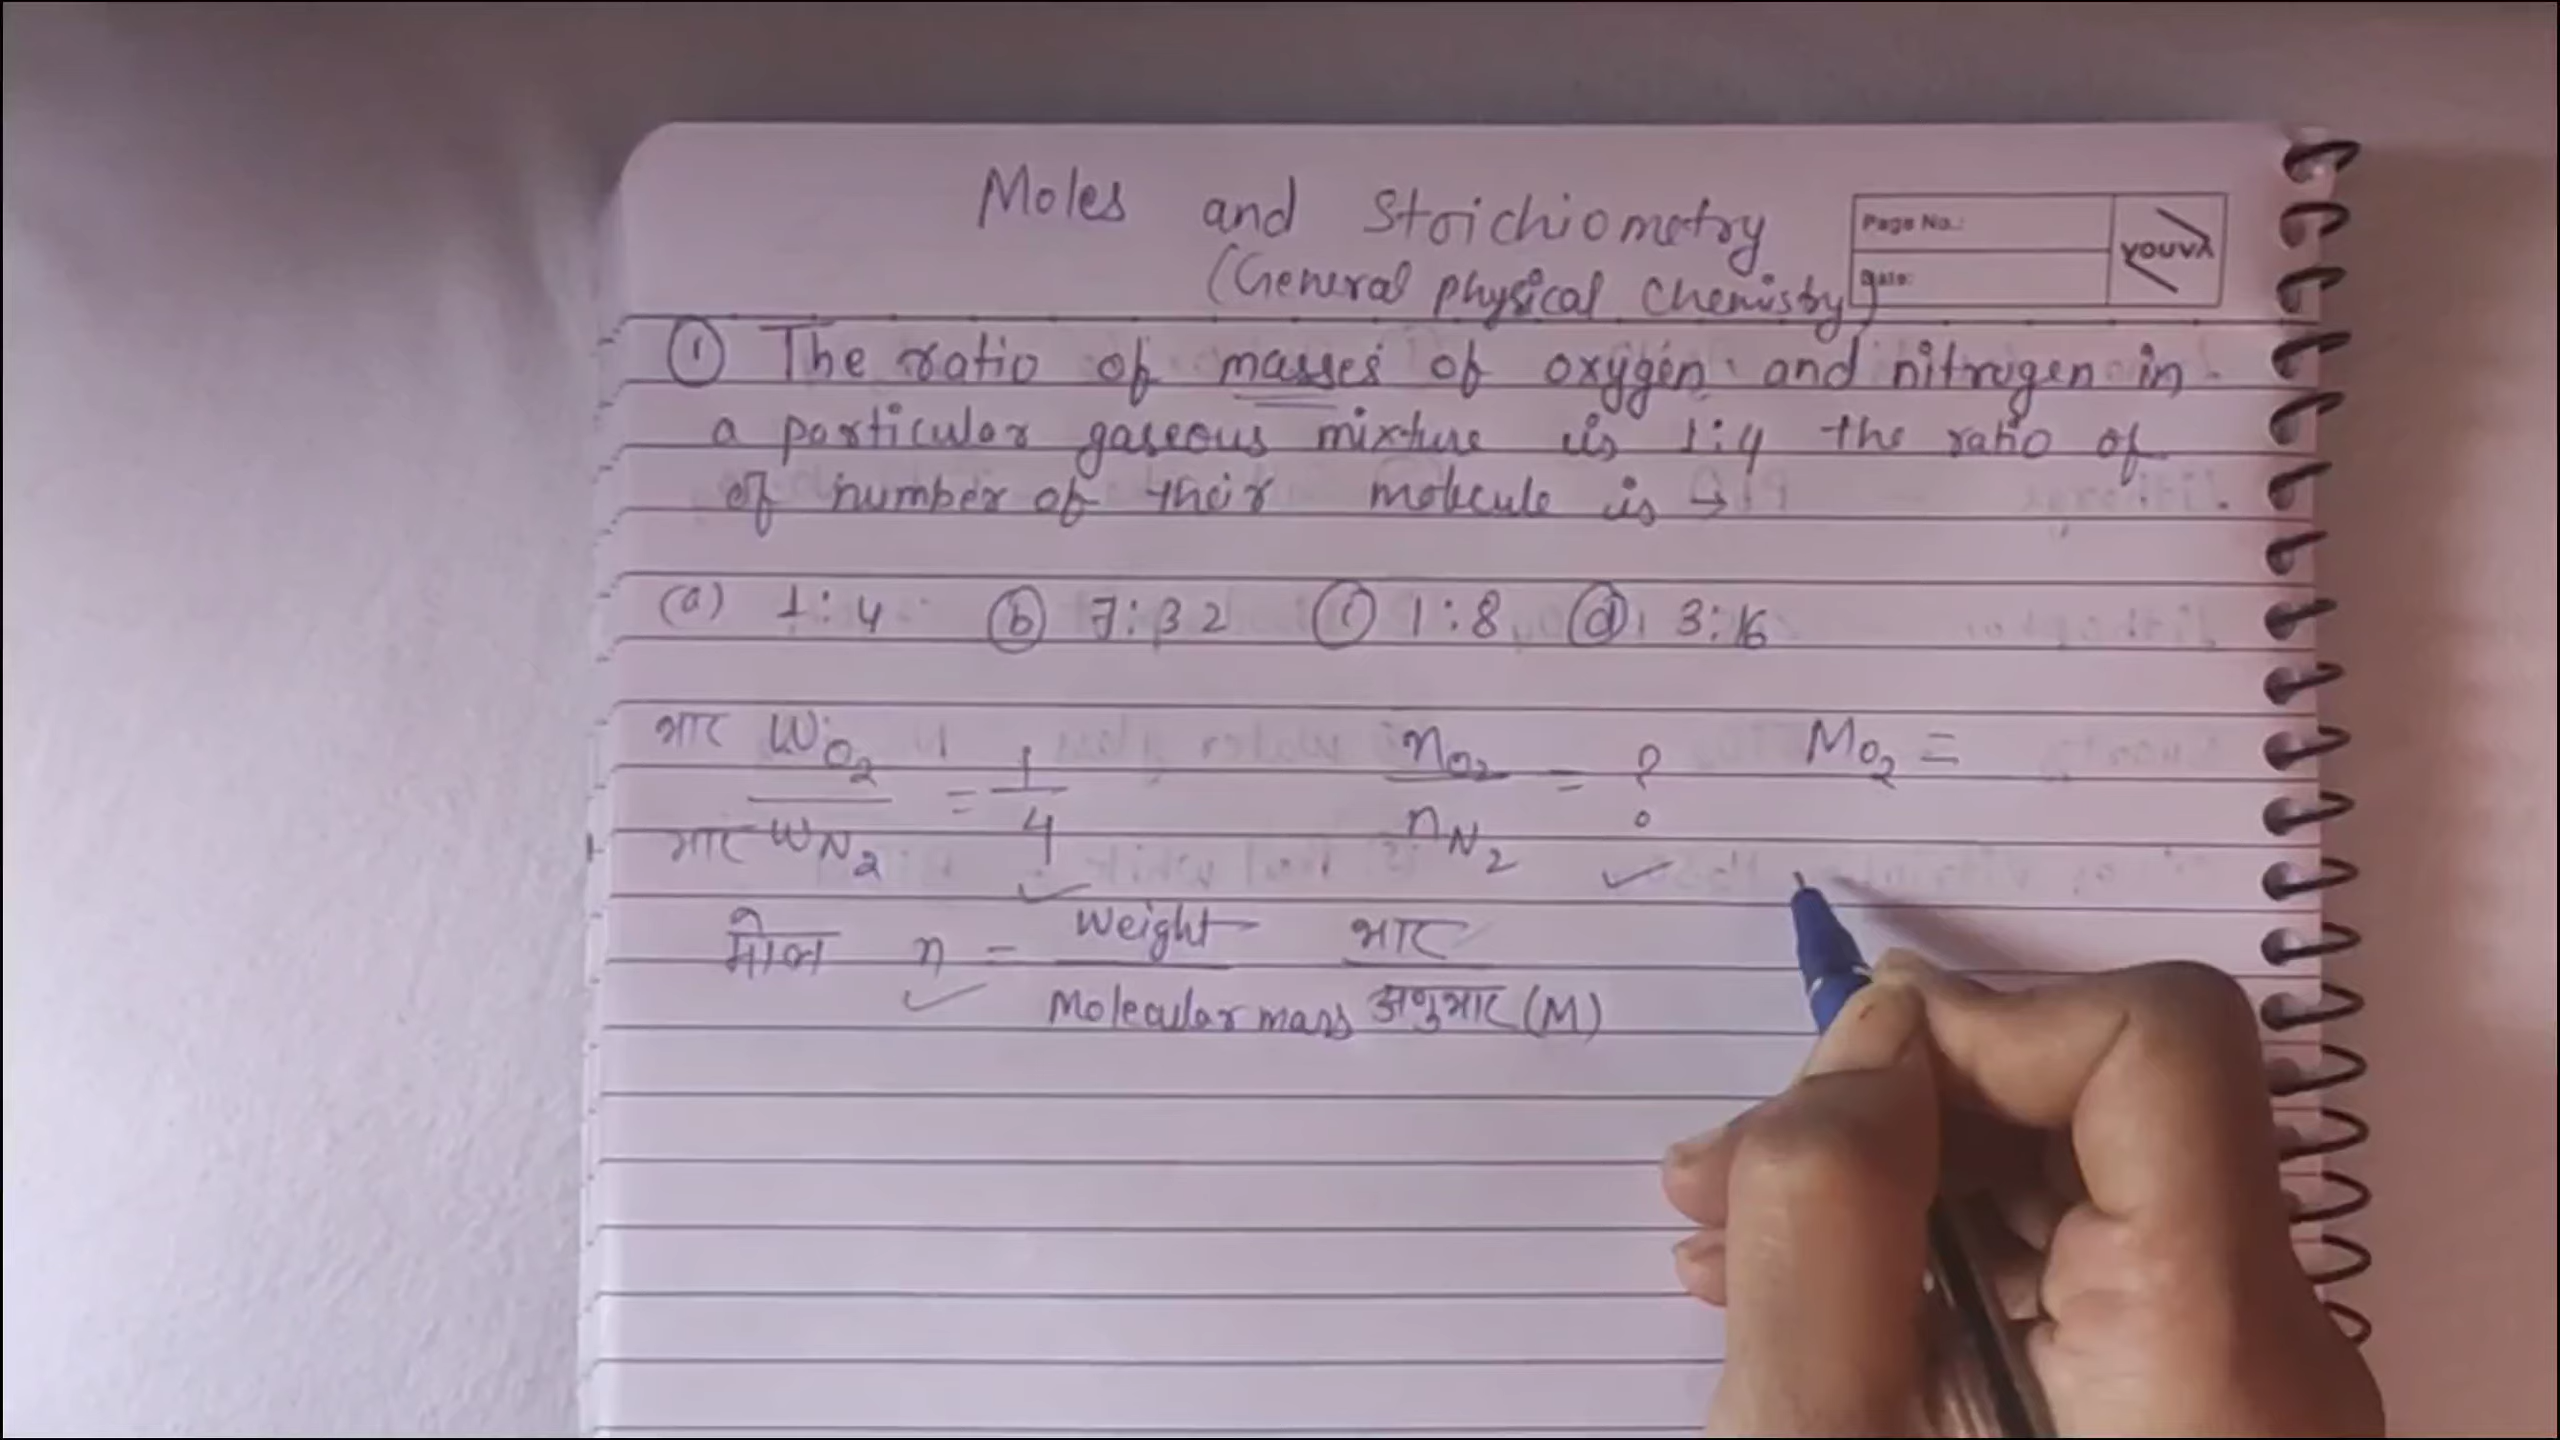 Moles and Stoichiometry
(General physical Chemistry)
Page No.:
Date:
YOUVA
① The ratio of masses of oxygen and nitrogen in
a particular gaseous mixture is 1:4 the ratio of
of number of their molecule is →
(a) 1:4 ⓑ 7:32 ⓒ 1:8 ⓓ 3:16
भार WO2 / भार WN2 = 1/4
nO2 / nN2 = ?
MO2 =
मोल n = Weight / Molecular mass भार / अणुभार (M)